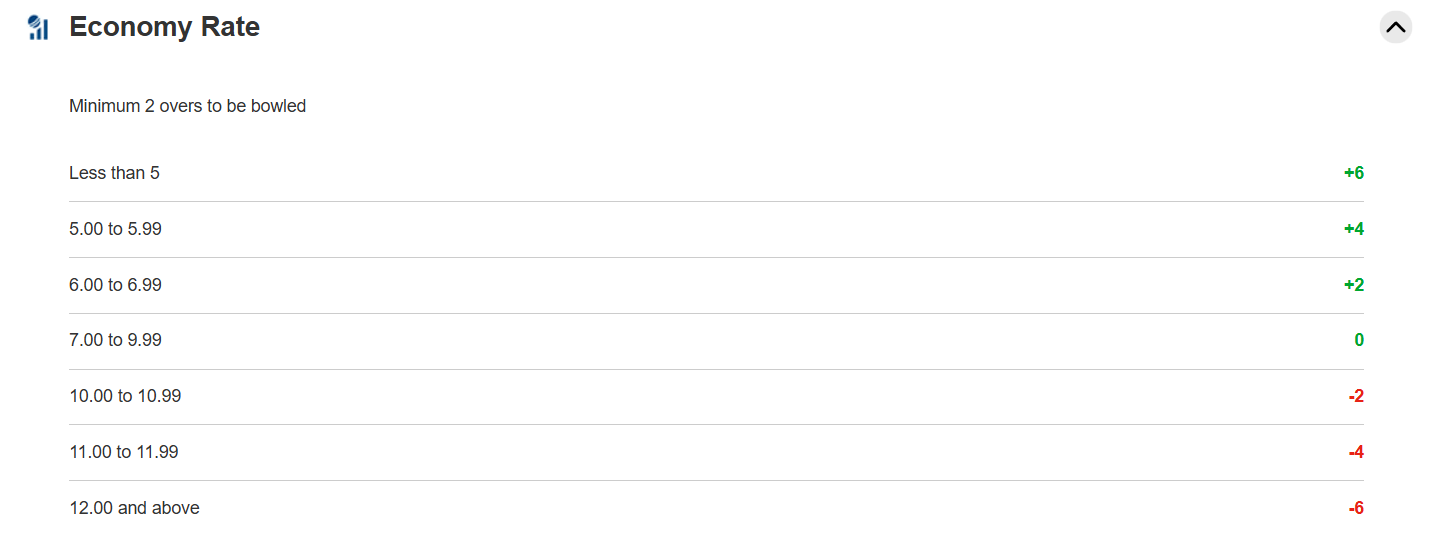 Economy Rate
Minimum 2 overs to be bowled
Less than 5 +6
5.00 to 5.99 +4
6.00 to 6.99 +2
7.00 to 9.99 0
10.00 to 10.99 -2
11.00 to 11.99 -4
12.00 and above -6